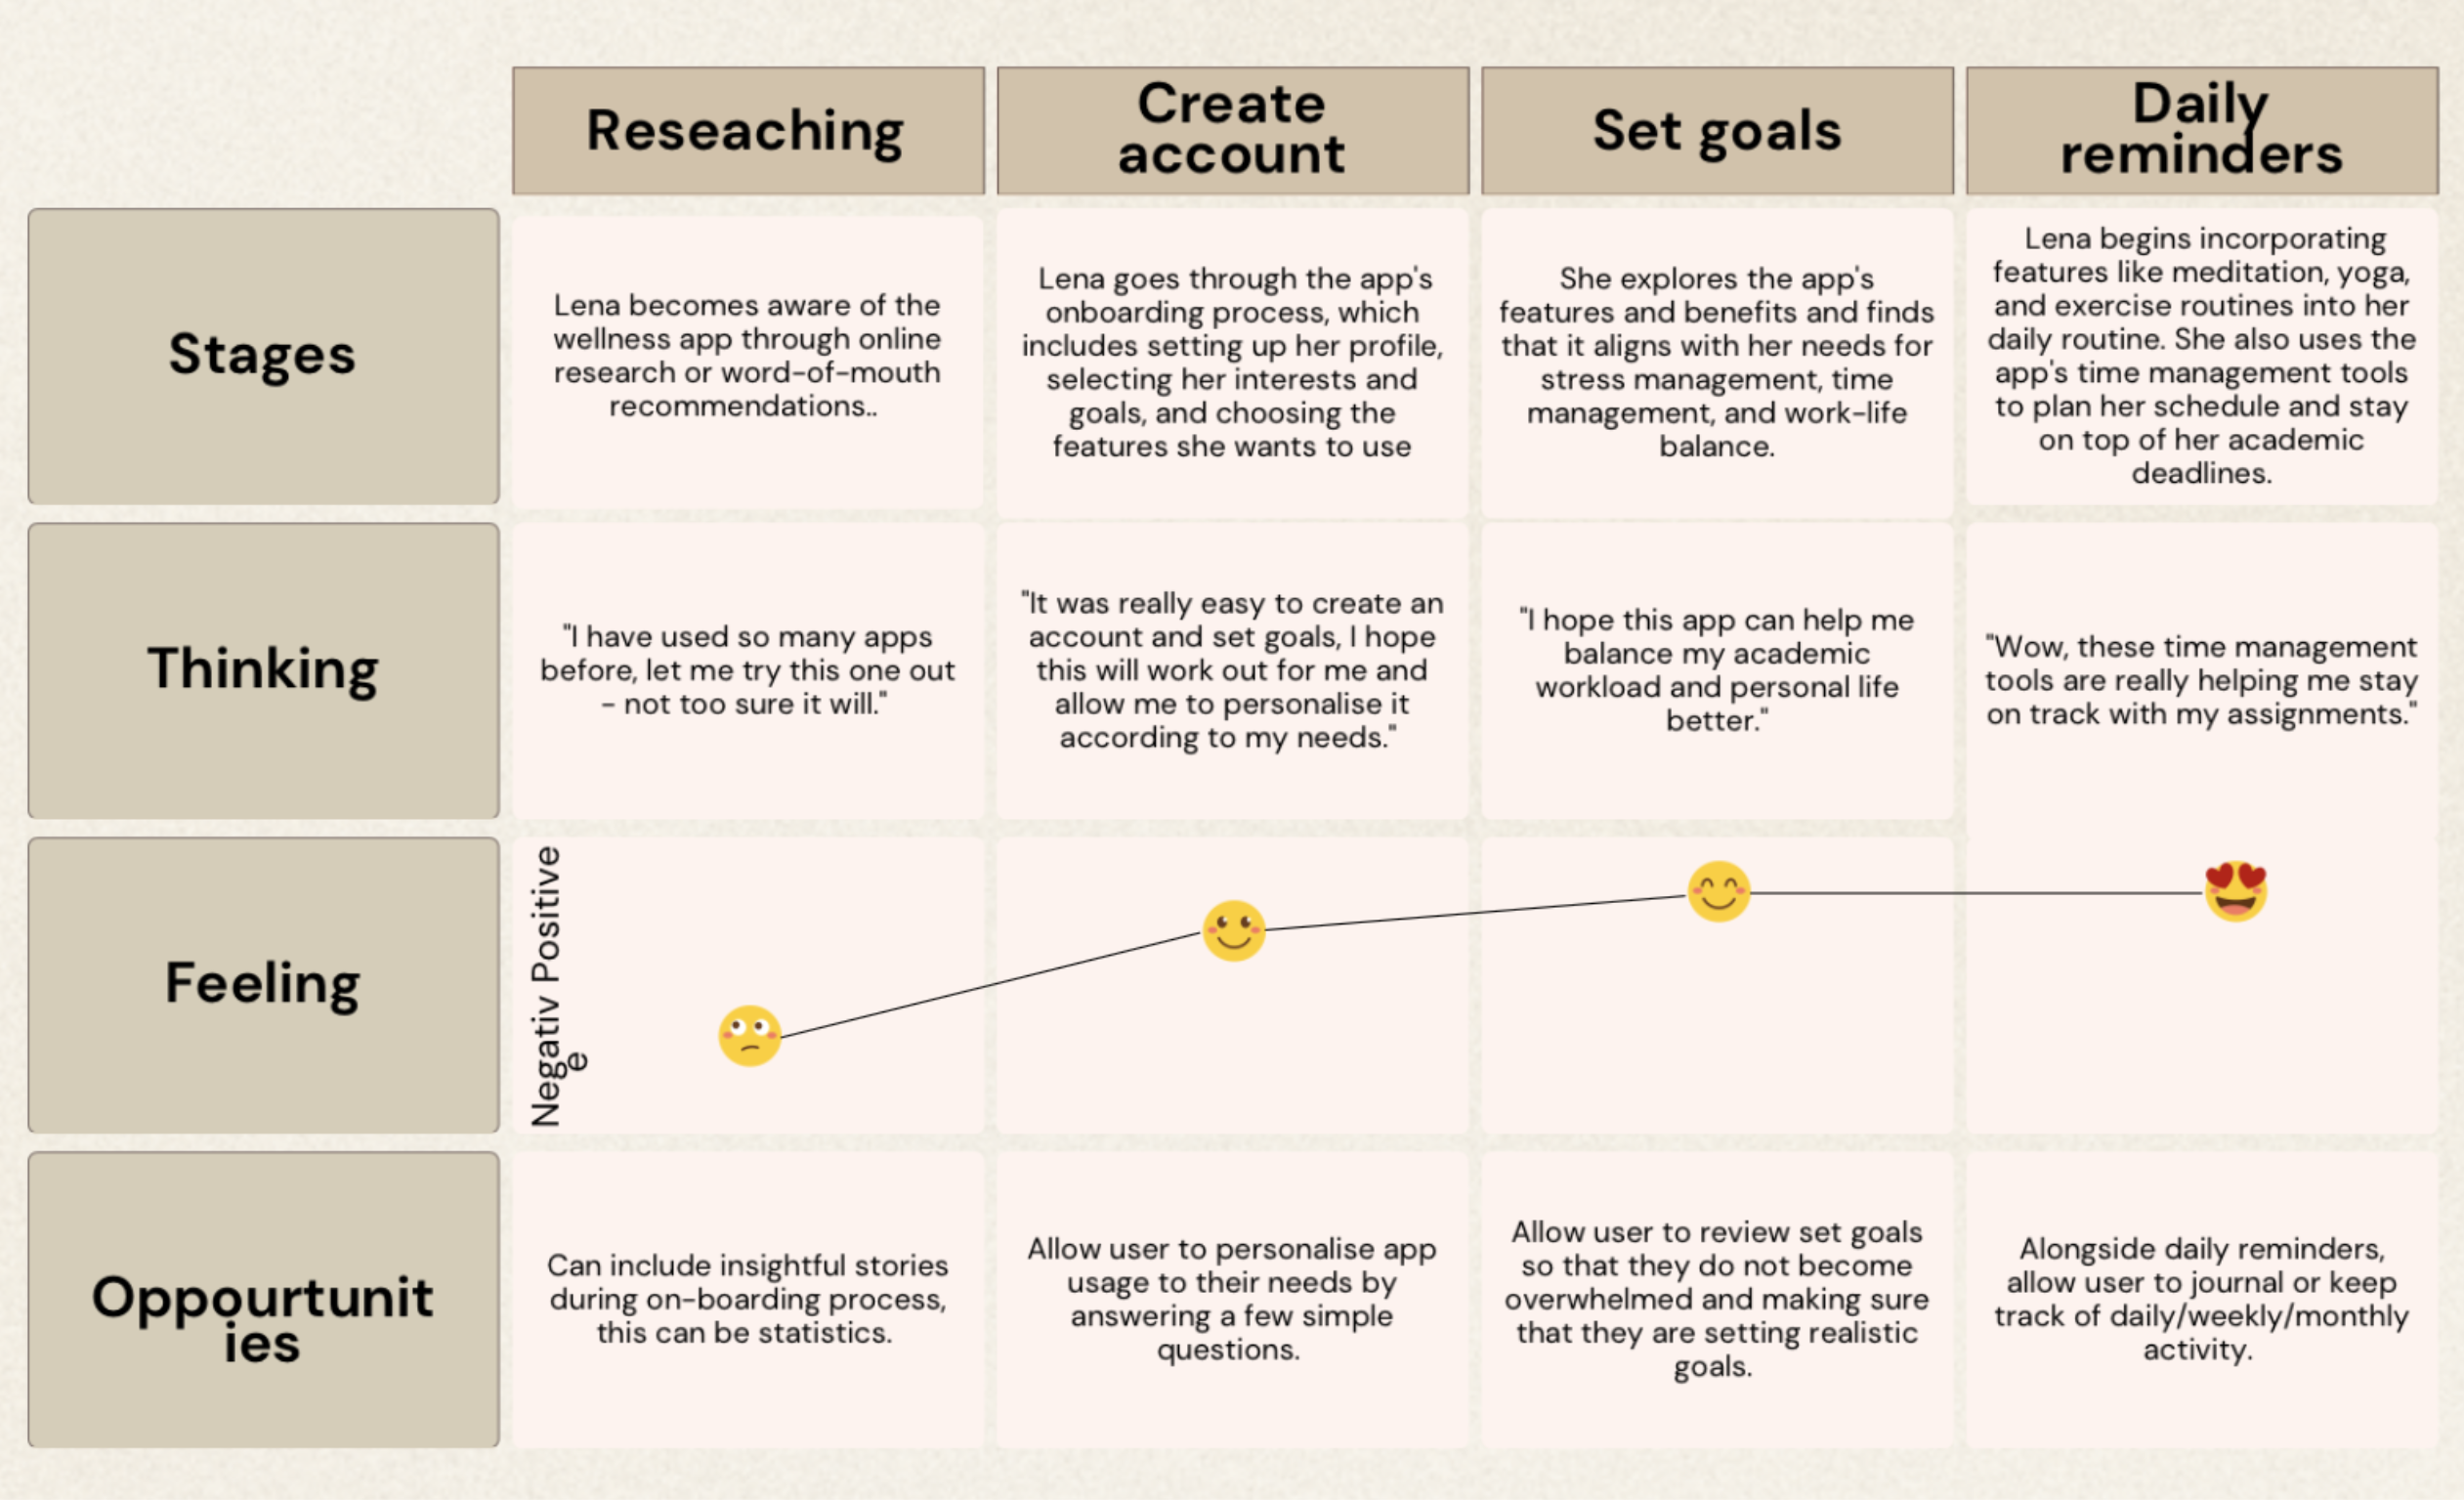 Reseaching
Create
account
Set goals
Daily
reminders
Stages
Lena becomes aware of the
wellness app through online
research or word-of-mouth
recommendations..
Lena goes through the app's
onboarding process, which
includes setting up her profile,
selecting her interests and
goals, and choosing the
features she wants to use
She explores the app's
features and benefits and finds
that it aligns with her needs for
stress management, time
management, and work-life
balance.
Lena begins incorporating
features like meditation, yoga,
and exercise routines into her
daily routine. She also uses the
app's time management tools
to plan her schedule and stay
on top of her academic
deadlines.
Thinking
"I have used so many apps
before, let me try this one out
- not too sure it will."
"It was really easy to create an
account and set goals, I hope
this will work out for me and
allow me to personalise it
according to my needs."
"I hope this app can help me
balance my academic
workload and personal life
better."
"Wow, these time management
tools are really helping me stay
on track with my assignments."
Feeling
Positive
Negativ
e
Oppourtunit
ies
Can include insightful stories
during on-boarding process,
this can be statistics.
Allow user to personalise app
usage to their needs by
answering a few simple
questions.
Allow user to review set goals
so that they do not become
overwhelmed and making sure
that they are setting realistic
goals.
Alongside daily reminders,
allow user to journal or keep
track of daily/weekly/monthly
activity.